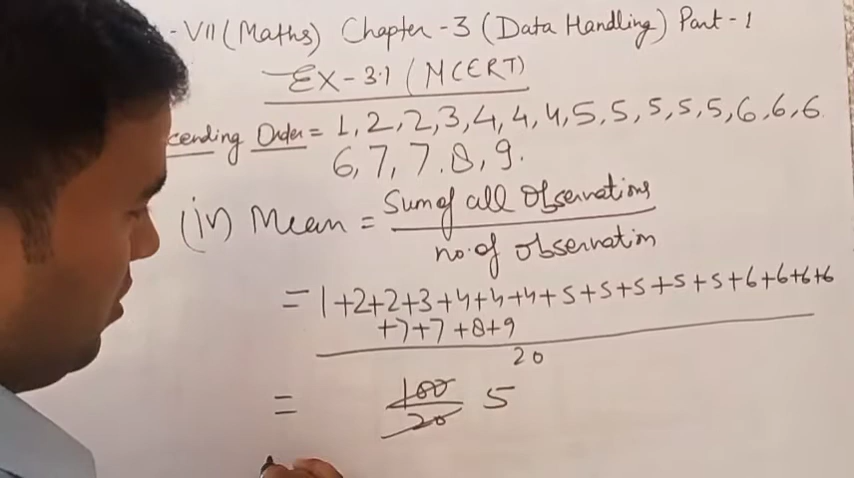 - VII (Maths) Chapter - 3 (Data Handling) Part - 1
EX - 3.1 (NCERT)
cending Order = 1, 2, 2, 3, 4, 4, 4, 5, 5, 5, 5, 5, 6, 6, 6
6, 7, 7. 8, 9.
(iv) Mean = Sum of all Observations
no. of observation
= 1+2+2+3+4+4+4+5+5+5+5+5+6+6+6+6
+7+7+8+9
20
= 100 5
20